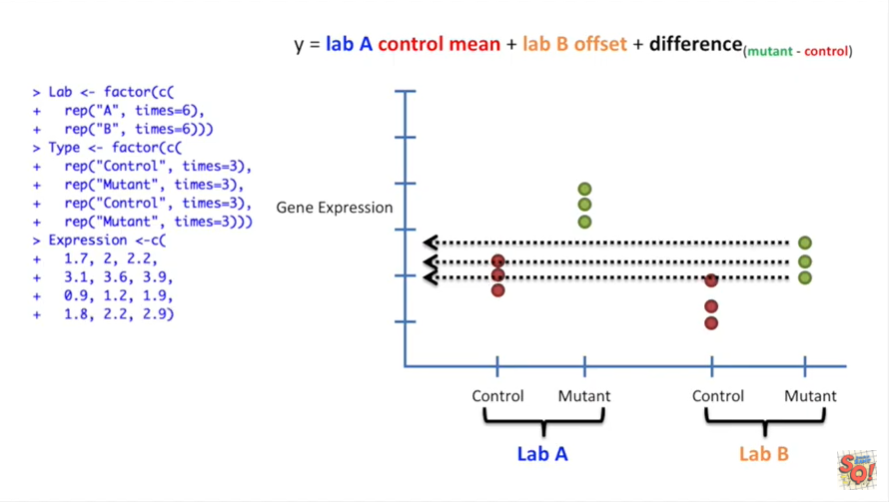 y = lab A control mean + lab B offset + difference(mutant - control)
> Lab <- factor(c(
+   rep("A", times=6),
+   rep("B", times=6)))
> Type <- factor(c(
+   rep("Control", times=3),
+   rep("Mutant", times=3),
+   rep("Control", times=3),
+   rep("Mutant", times=3)))
> Expression <-c(
+   1.7, 2, 2.2,
+   3.1, 3.6, 3.9,
+   0.9, 1.2, 1.9,
+   1.8, 2.2, 2.9)
Gene Expression
Control Mutant Control Mutant
Lab A Lab B
SQ!